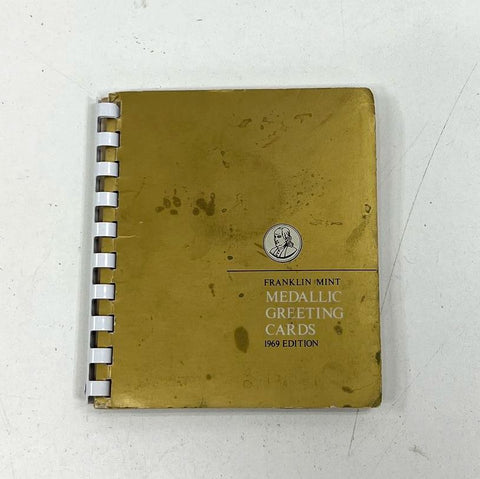 FRANKLIN MINT
MEDALLIC
GREETING
CARDS
1969 EDITION